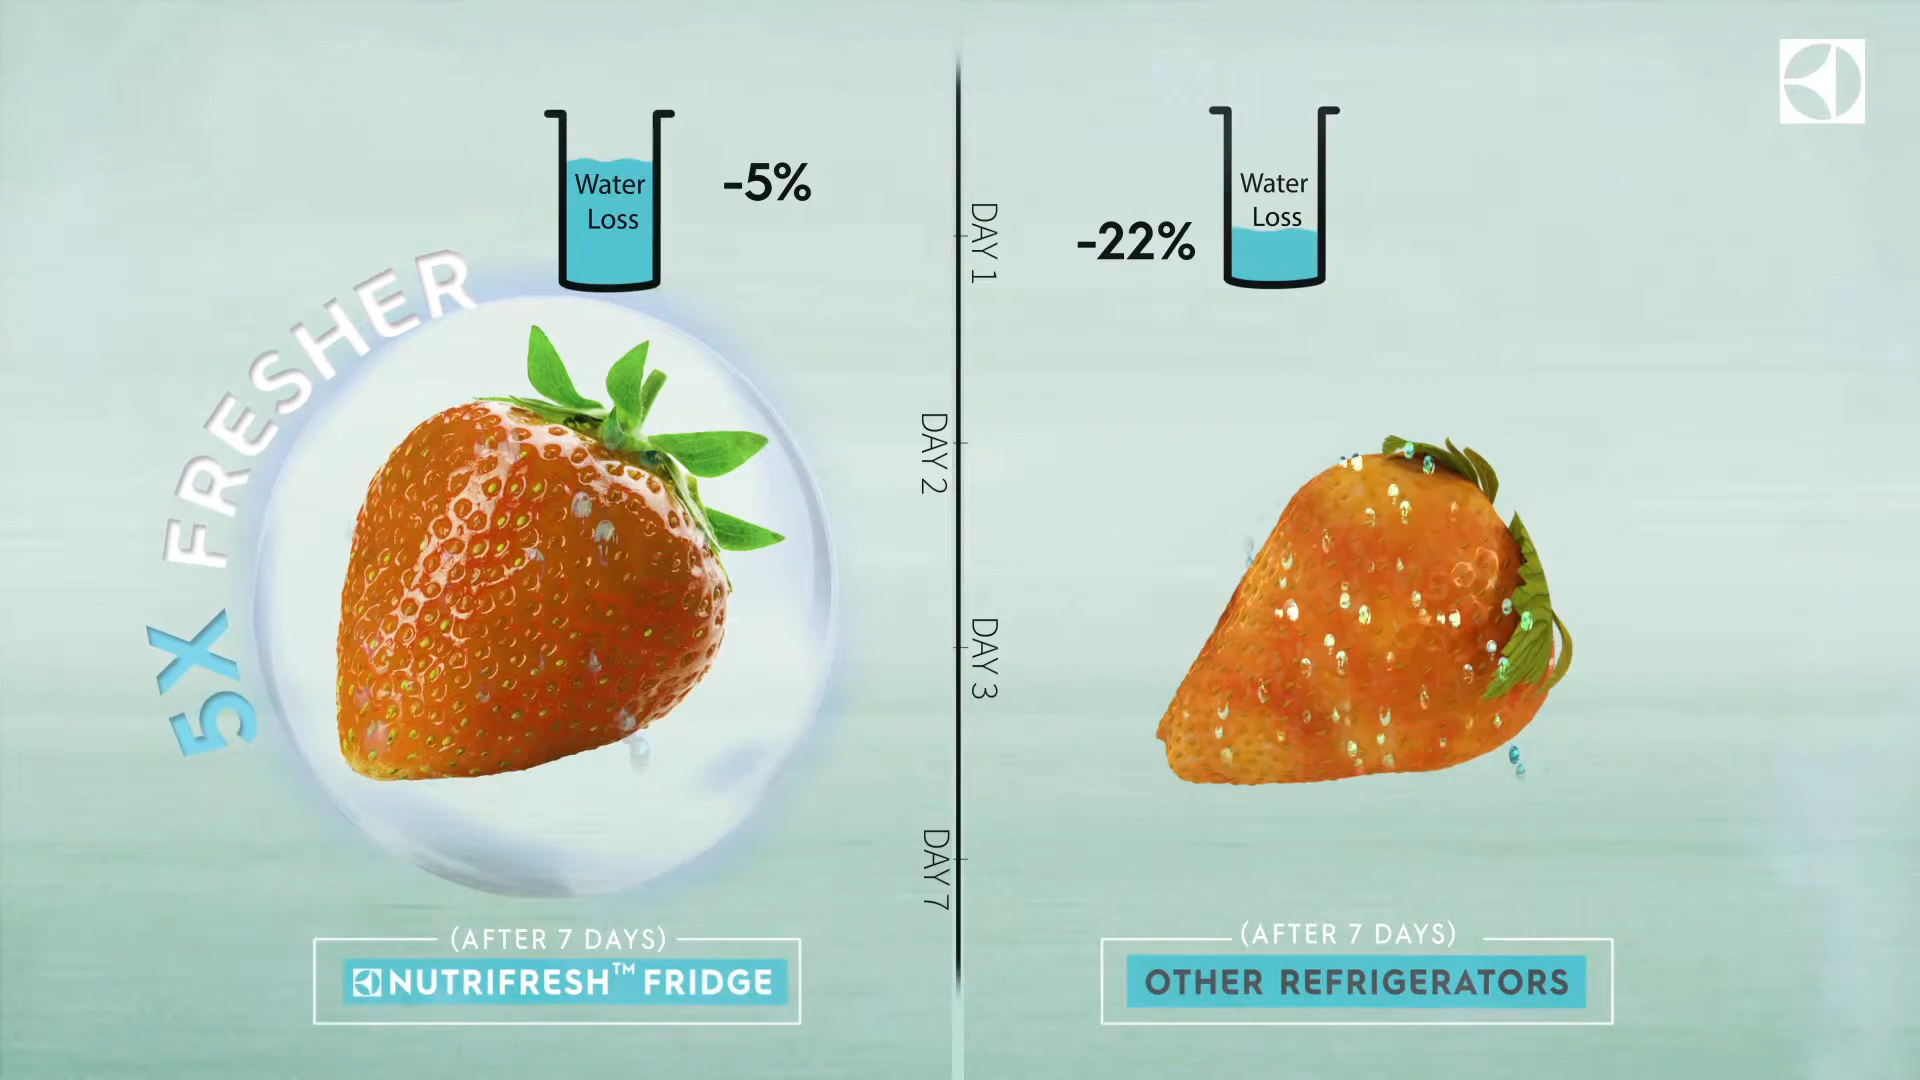 Water
Loss
-5%
5X FRESHER
(AFTER 7 DAYS)
NUTRIFRESH™ FRIDGE
DAY 1
DAY 2
DAY 3
DAY 7
-22%
Water
Loss
(AFTER 7 DAYS)
OTHER REFRIGERATORS